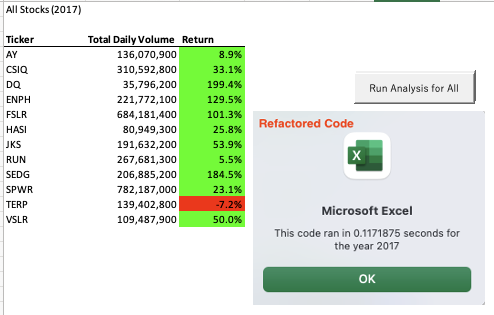 All Stocks (2017)
Ticker Total Daily Volume Return
AY 136,070,900 8.9%
CSIQ 310,592,800 33.1%
DQ 35,796,200 199.4%
ENPH 221,772,100 129.5%
FSLR 684,181,400 101.3%
HASI 80,949,300 25.8%
JKS 191,632,200 53.9%
RUN 267,681,300 5.5%
SEDG 206,885,200 184.5%
SPWR 782,187,000 23.1%
TERP 139,402,800 -7.2%
VSLR 109,487,900 50.0%
Run Analysis for All
Refactored Code
X
Microsoft Excel
This code ran in 0.1171875 seconds for
the year 2017
OK